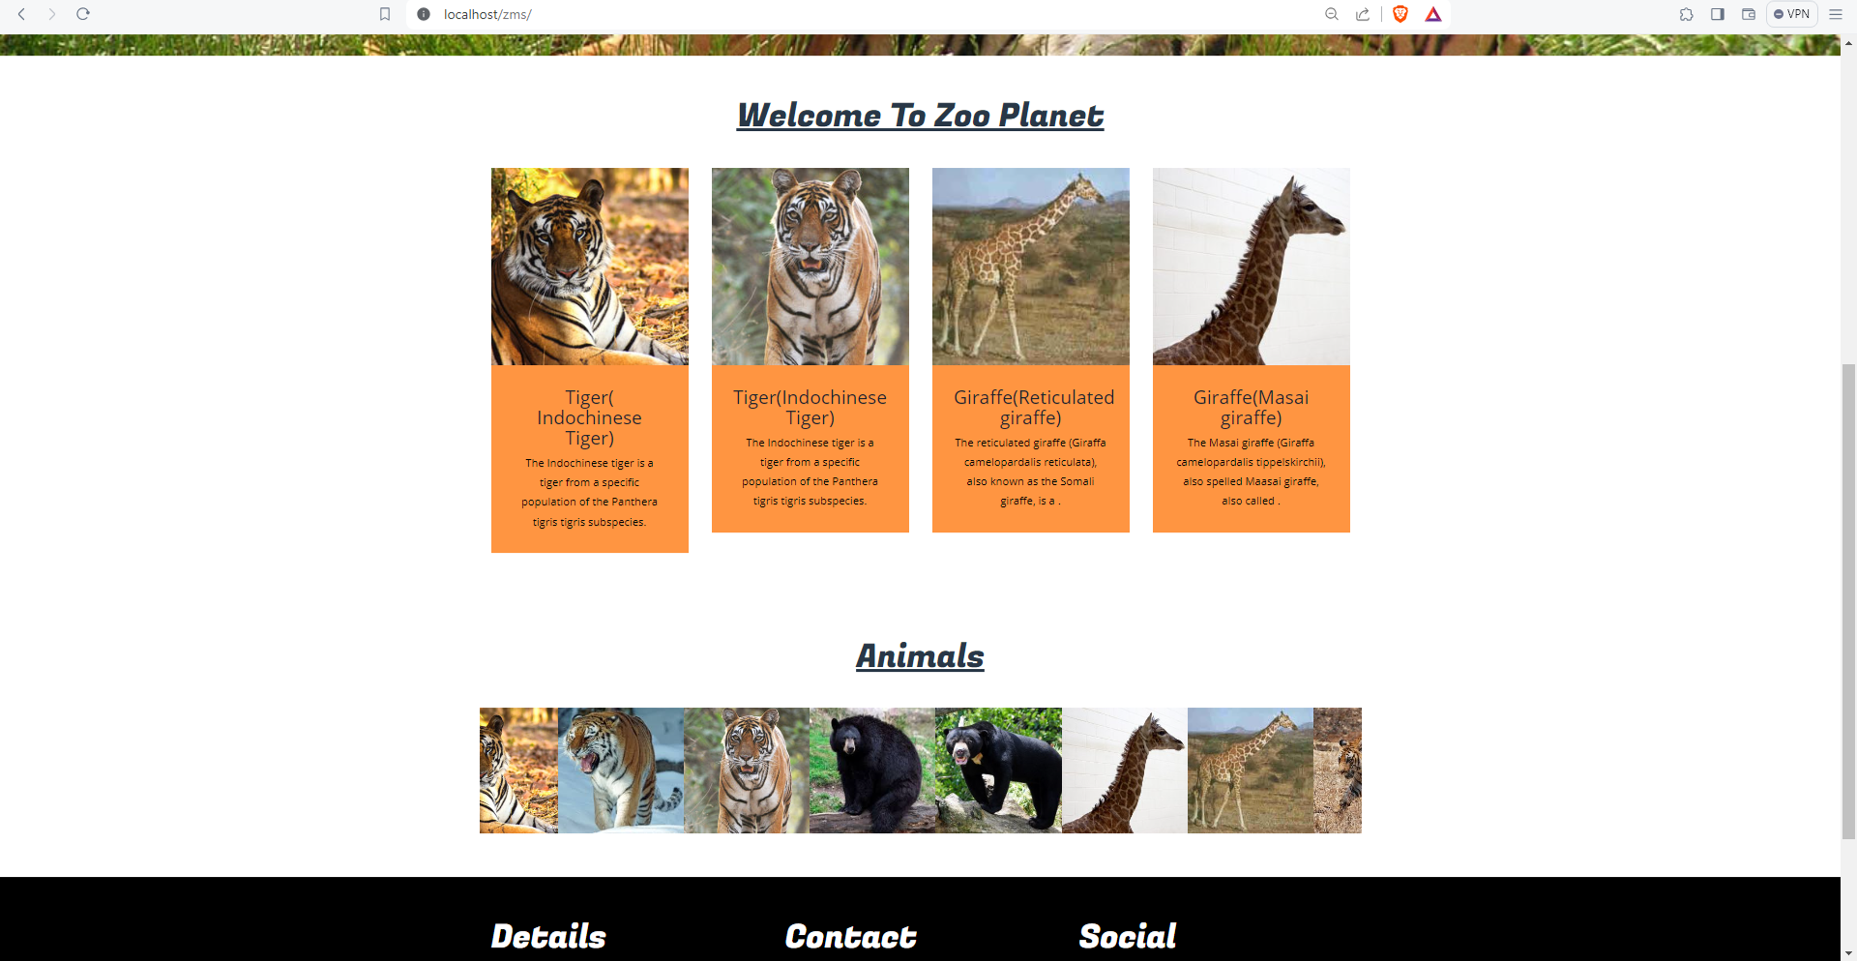 localhost/zms/
VPN
Welcome To Zoo Planet
Tiger(
Indochinese
Tiger)
The Indochinese tiger is a
tiger from a specific
population of the Panthera
tigris tigris subspecies.
Tiger(Indochinese
Tiger)
The Indochinese tiger is a
tiger from a specific
population of the Panthera
tigris tigris subspecies.
Giraffe(Reticulated
giraffe)
The reticulated giraffe (Giraffa
camelopardalis reticulata),
also known as the Somali
giraffe, is a .
Giraffe(Masai
giraffe)
The Masai giraffe (Giraffa
camelopardalis tippelskirchii),
also spelled Maasai giraffe,
also called .
Animals
Details
Contact
Social